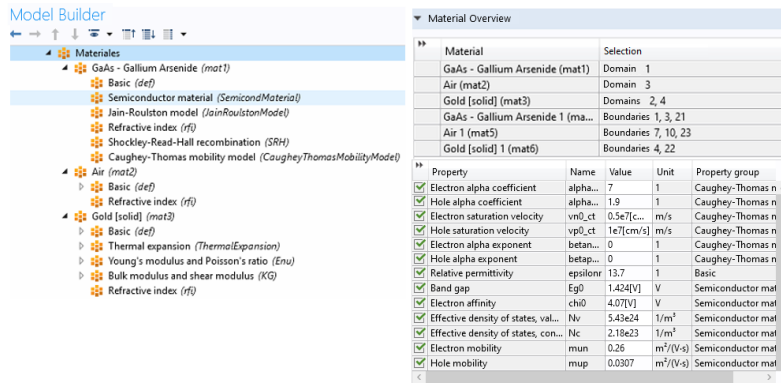 Model Builder
Materiales
GaAs - Gallium Arsenide (mat1)
Basic (def)
Semiconductor material (SemicondMaterial)
Jain-Roulston model (JainRoulstonModel)
Refractive index (rfi)
Shockley-Read-Hall recombination (SRH)
Caughey-Thomas mobility model (CaugheyThomasMobilityModel)
Air (mat2)
Basic (def)
Refractive index (rfi)
Gold [solid] (mat3)
Basic (def)
Thermal expansion (ThermalExpansion)
Young's modulus and Poisson's ratio (Enu)
Bulk modulus and shear modulus (KG)
Refractive index (rfi)
Material Overview
Material Selection
GaAs - Gallium Arsenide (mat1) Domain 1
Air (mat2) Domain 3
Gold [solid] (mat3) Domains 2, 4
GaAs - Gallium Arsenide 1 (ma... Boundaries 1, 3, 21
Air 1 (mat5) Boundaries 7, 10, 23
Gold [solid] 1 (mat6) Boundaries 4, 22
Property Name Value Unit Property group
Electron alpha coefficient alpha... 7 1 Caughey-Thomas n
Hole alpha coefficient alpha... 1.9 1 Caughey-Thomas n
Electron saturation velocity vn0_ct 0.5e7[c... m/s Caughey-Thomas n
Hole saturation velocity vp0_ct 1e7[cm/s] m/s Caughey-Thomas n
Electron alpha exponent betan... 0 1 Caughey-Thomas n
Hole alpha exponent betap... 0 1 Caughey-Thomas n
Relative permittivity epsilonr 13.7 1 Basic
Band gap Eg0 1.424[V] V Semiconductor mat
Electron affinity chi0 4.07[V] V Semiconductor mat
Effective density of states, val... Nv 5.43e24 1/m³ Semiconductor mat
Effective density of states, con... Nc 2.18e23 1/m³ Semiconductor mat
Electron mobility mun 0.26 m²/(V·s) Semiconductor mat
Hole mobility mup 0.0307 m²/(V·s) Semiconductor mat